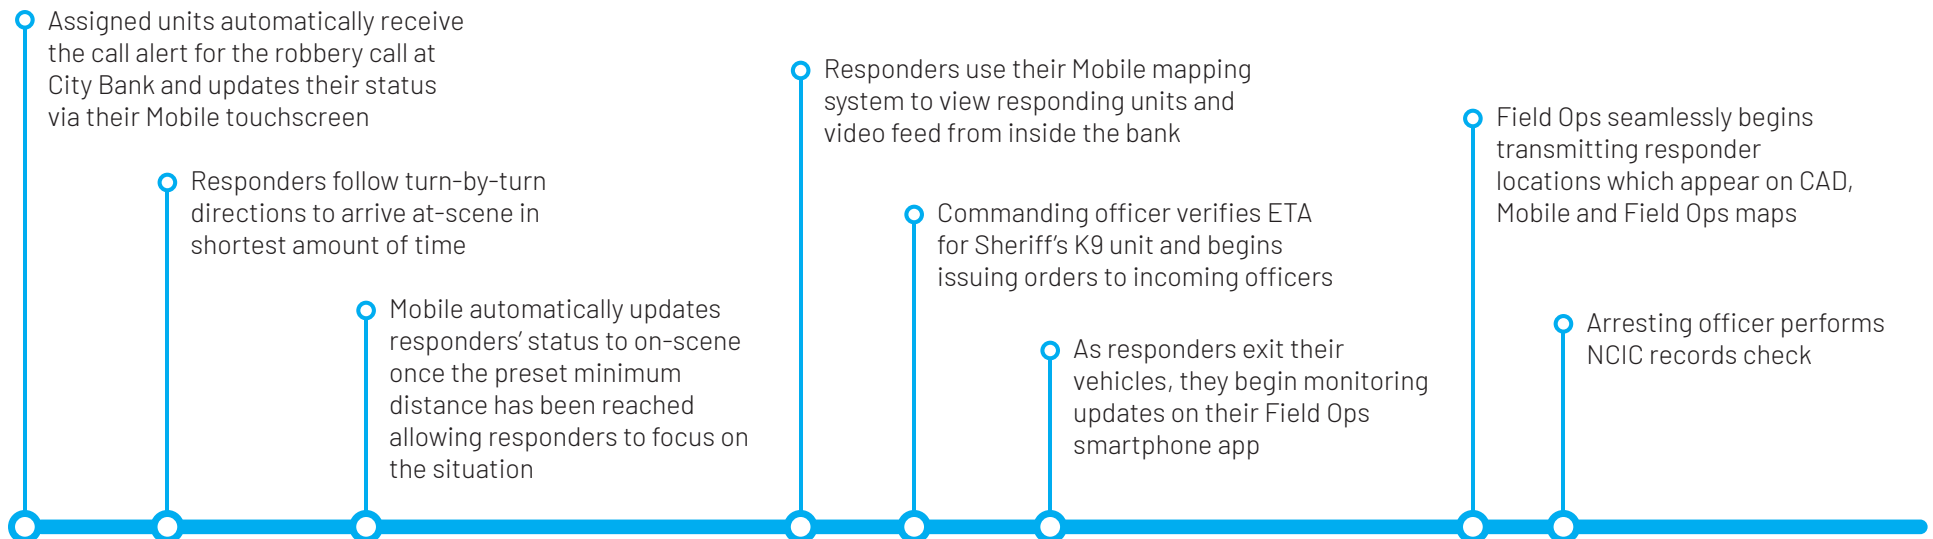 Assigned units automatically receive
the call alert for the robbery call at
City Bank and updates their status
via their Mobile touchscreen
Responders follow turn-by-turn
directions to arrive at-scene in
shortest amount of time
Mobile automatically updates
responders’ status to on-scene
once the preset minimum
distance has been reached
allowing responders to focus on
the situation
Responders use their Mobile mapping
system to view responding units and
video feed from inside the bank
Commanding officer verifies ETA
for Sheriff’s K9 unit and begins
issuing orders to incoming officers
As responders exit their
vehicles, they begin monitoring
updates on their Field Ops
smartphone app
Field Ops seamlessly begins
transmitting responder
locations which appear on CAD,
Mobile and Field Ops maps
Arresting officer performs
NCIC records check